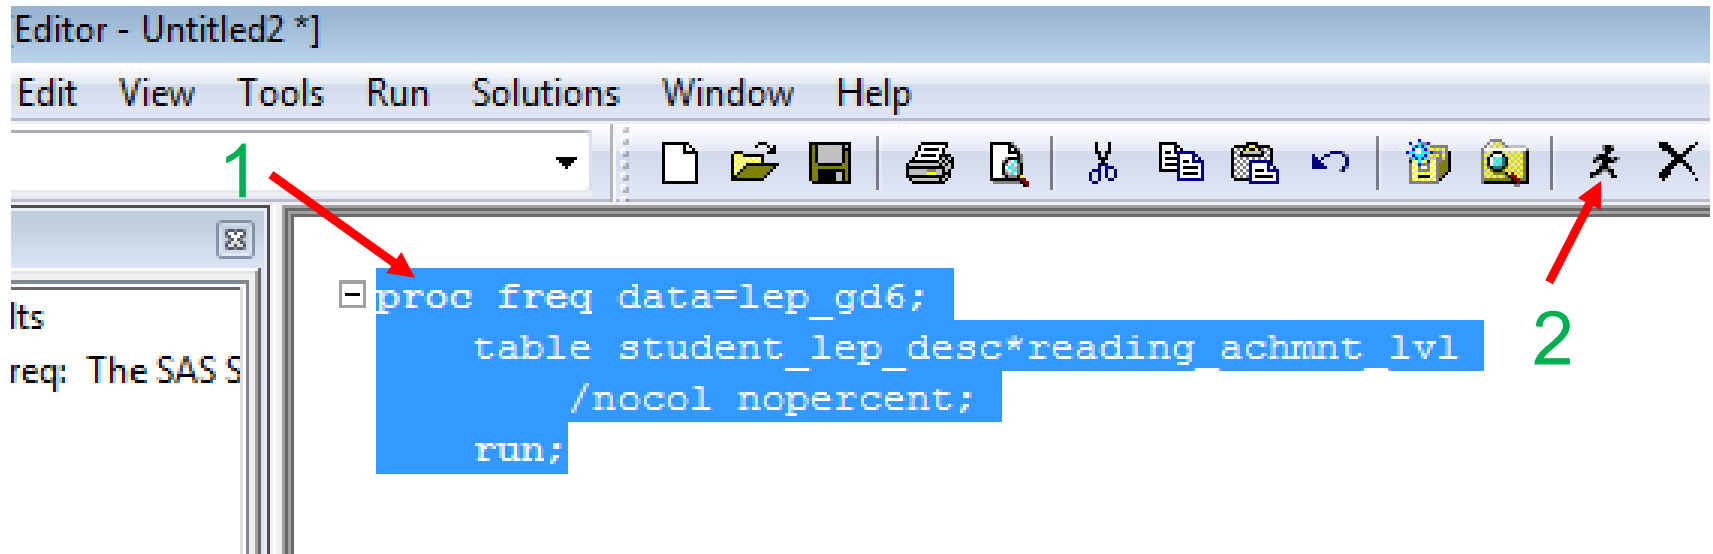 Editor - Untitled2 *]
Edit View Tools Run Solutions Window Help
1
2
lts
req: The SAS S
proc freq data=lep_gd6;
table student_lep_desc*reading_achmnt_lvl
/nocol nopercent;
run;